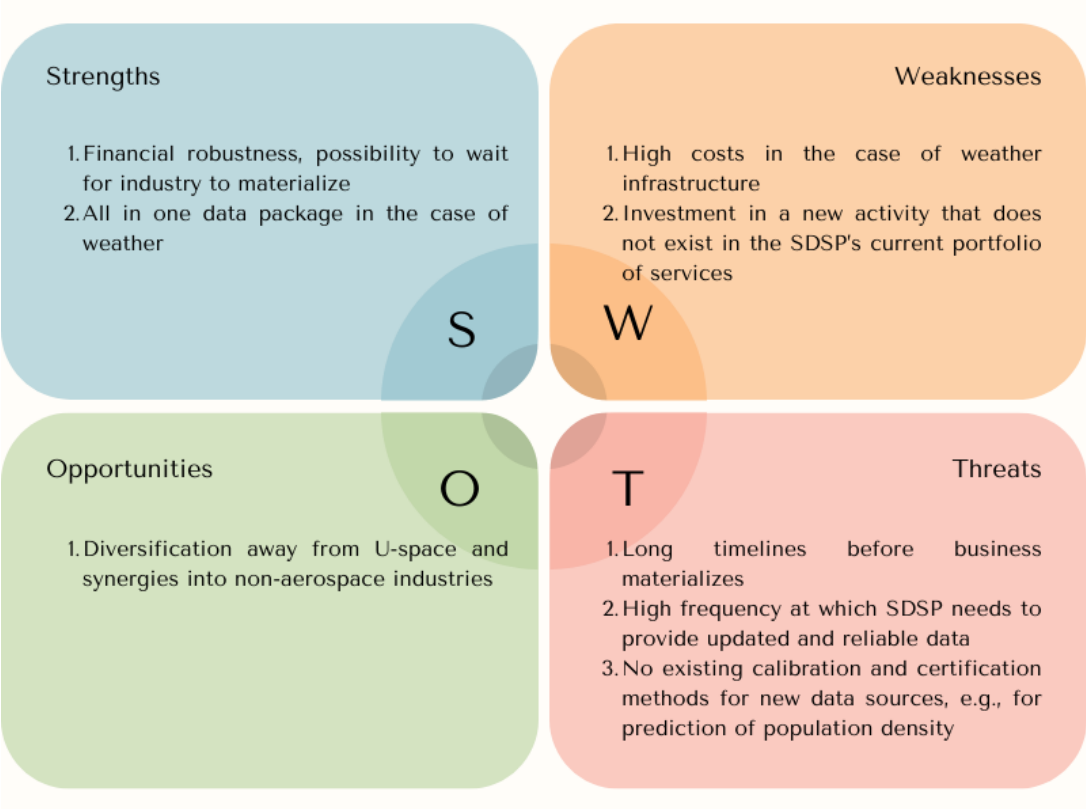 Strengths
1. Financial robustness, possibility to wait
for industry to materialize
2. All in one data package in the case of
weather
S
Weaknesses
1. High costs in the case of weather
infrastructure
2. Investment in a new activity that does
not exist in the SDSP's current portfolio
of services
W
Opportunities
O
1. Diversification away from U-space and
synergies into non-aerospace industries
Threats
T
1. Long timelines before business
materializes
2. High frequency at which SDSP needs to
provide updated and reliable data
3. No existing calibration and certification
methods for new data sources, e.g., for
prediction of population density